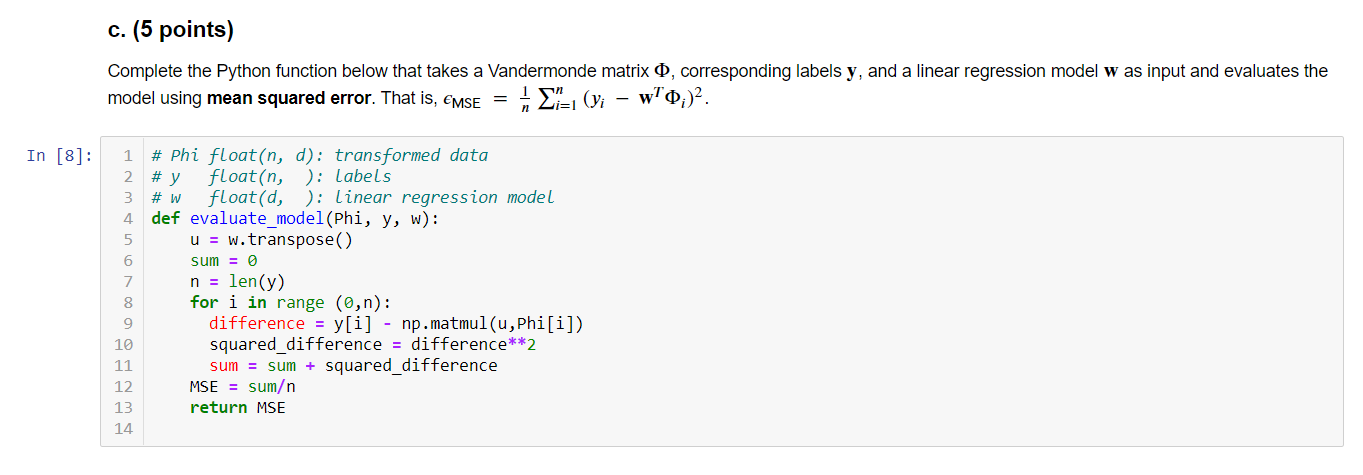 c. (5 points)
Complete the Python function below that takes a Vandermonde matrix Φ, corresponding labels y, and a linear regression model w as input and evaluates the
model using mean squared error. That is, ϵMSE = 1/n ∑ⁿᵢ₌₁ (yᵢ − wᵀΦᵢ)².
In [8]:
1 # Phi float(n, d): transformed data
2 # y   float(n,  ): labels
3 # w   float(d,  ): linear regression model
4 def evaluate_model(Phi, y, w):
5     u = w.transpose()
6     sum = 0
7     n = len(y)
8     for i in range (0,n):
9       difference = y[i] - np.matmul(u,Phi[i])
10       squared_difference = difference**2
11       sum = sum + squared_difference
12     MSE = sum/n
13     return MSE
14